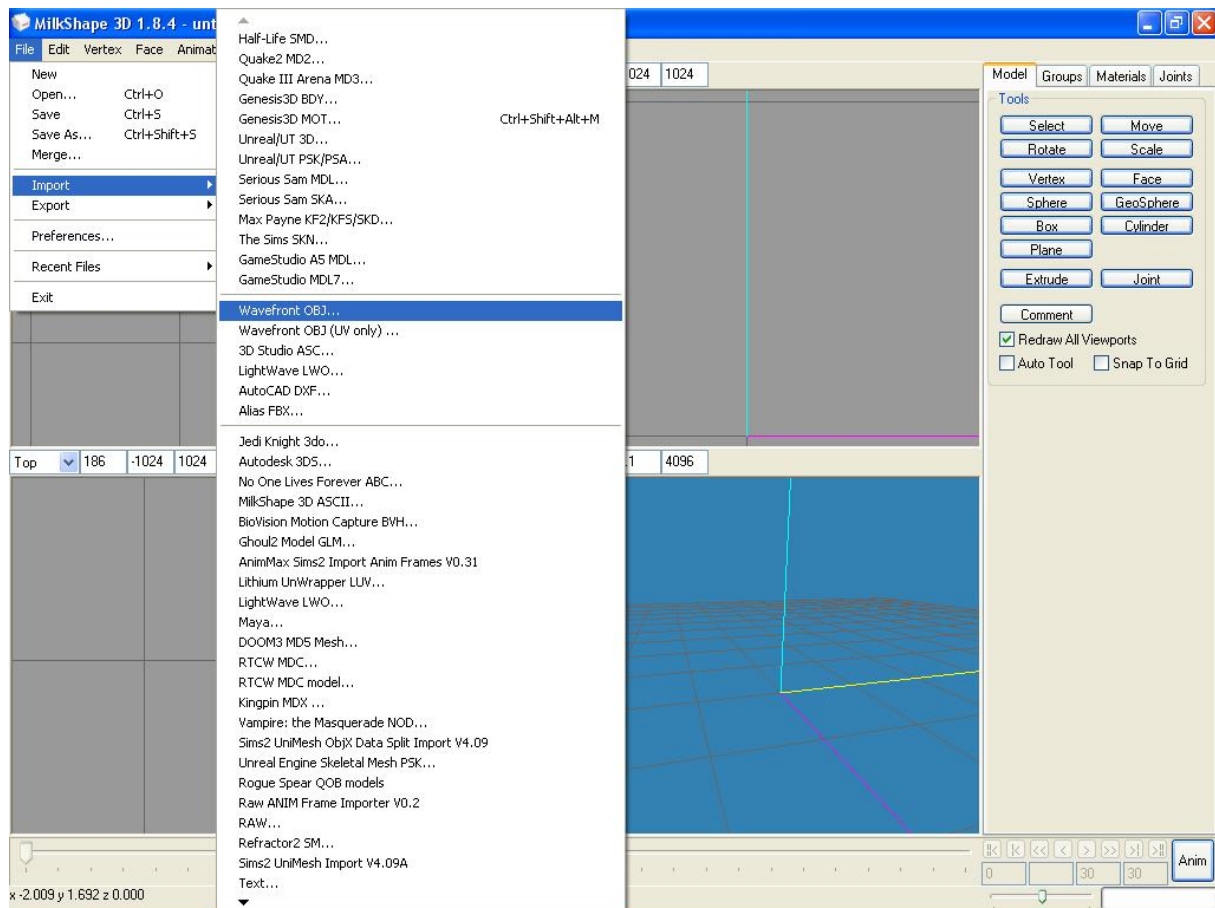 MilkShape 3D 1.8.4 - unt
File Edit Vertex Face Animat
New
Open... Ctrl+O
Save Ctrl+S
Save As... Ctrl+Shift+S
Merge...
Import
Export
Preferences...
Recent Files
Exit
Half-Life SMD...
Quake2 MD2...
Quake III Arena MD3...
Genesis3D BDY...
Genesis3D MOT... Ctrl+Shift+Alt+M
Unreal/UT 3D...
Unreal/UT PSK/PSA...
Serious Sam MDL...
Serious Sam SKA...
Max Payne KF2/KFS/SKD...
The Sims SKN...
GameStudio A5 MDL...
GameStudio MDL7...
Wavefront OBJ...
Wavefront OBJ (UV only) ...
3D Studio ASC...
LightWave LWO...
AutoCAD DXF...
Alias FBX...
Jedi Knight 3do...
Autodesk 3DS...
No One Lives Forever ABC...
MilkShape 3D ASCII...
BioVision Motion Capture BVH...
Ghoul2 Model GLM...
AnimMax Sims2 Import Anim Frames V0.31
Lithium UnWrapper LUV...
LightWave LWO...
Maya...
DOOM3 MD5 Mesh...
RTCW MDC...
RTCW MDC model...
Kingpin MDX ...
Vampire: the Masquerade NOD...
Sims2 UniMesh ObjX Data Split Import V4.09
Unreal Engine Skeletal Mesh PSK...
Rogue Spear QOB models
Raw ANIM Frame Importer V0.2
RAW...
Refractor2 SM...
Sims2 UniMesh Import V4.09A
Text...
024 1024
Top 186 -1024 1024
.1 4096
Model Groups Materials Joints
Tools
Select Move
Rotate Scale
Vertex Face
Sphere GeoSphere
Box Cylinder
Plane
Extrude Joint
Comment
Redraw All Viewports
Auto Tool Snap To Grid
0 30 30 Anim
x -2.009 y 1.692 z 0.000